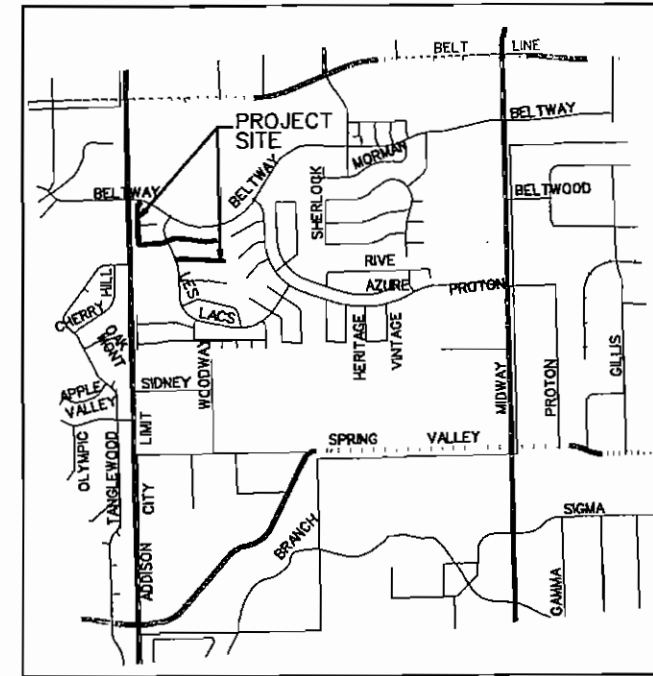 BELT LINE
PROJECT
SITE
BELTWAY
MORMAN
BELTWAY
BELTWAY
BELTWOOD
SHERLOCK
RIVE
AZURE
PROTON
LES
LACS
CHERRY
HILL
OAK
MONT
HERITAGE
VINTAGE
MIDWAY
PROTON
GILLIS
APPLE
VALLEY
SIDNEY
WOODWAY
OLYMPIC
TANGLEWOOD
ADDISON CITY LIMIT
SPRING VALLEY
BRANCH
SIGMA
GAMMA